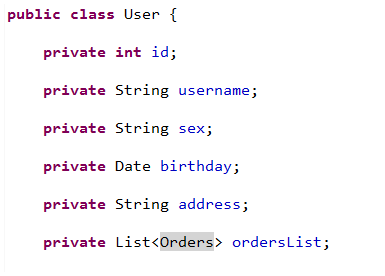 public class User {
private int id;
private String username;
private String sex;
private Date birthday;
private String address;
private List<Orders> ordersList;